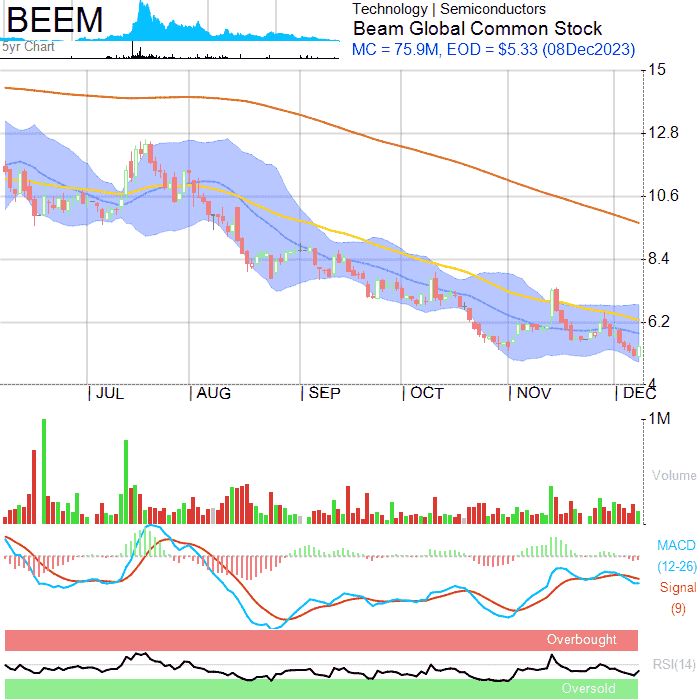 BEEM
5yr Chart
Technology | Semiconductors
Beam Global Common Stock
MC = 75.9M, EOD = $5.33 (08Dec2023)
15
12.8
10.6
8.4
6.2
4
JUL AUG SEP OCT NOV DEC
1M
Volume
MACD
(12-26)
Signal
(9)
Overbought
RSI(14)
Oversold